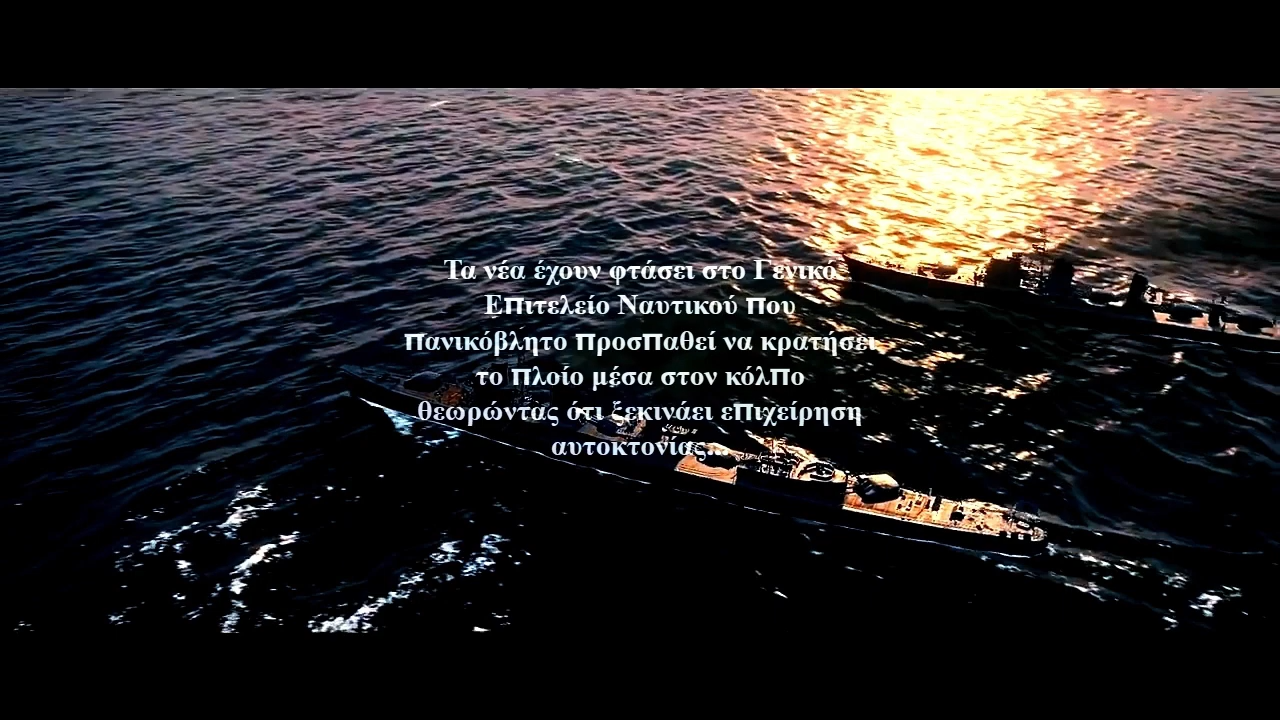 Τα νέα έχουν φτάσει στο Γενικό
Επιτελείο Ναυτικού που
πανικόβλητο προσπαθεί να κρατήσει
το πλοίο μέσα στον κόλπο
θεωρώντας ότι ξεκινάει επιχείρηση
αυτοκτονίας...